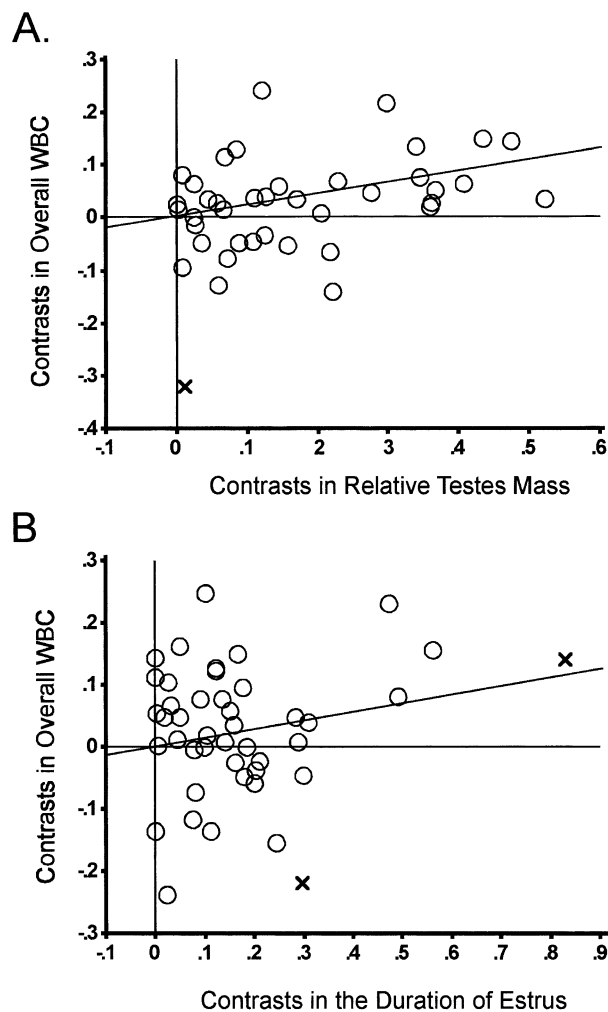 A.
.3
.2
.1
0
-.1
-.2
-.3
-.4
Contrasts in Overall WBC
-.1 0 .1 2 .3 .4 .5 .6
Contrasts in Relative Testes Mass
B
.3
.2
.1
0
-.1
-.2
-.3
Contrasts in Overall WBC
-.1 0 .1 .2 .3 .4 .5 .6 .7 .8 .9
Contrasts in the Duration of Estrus